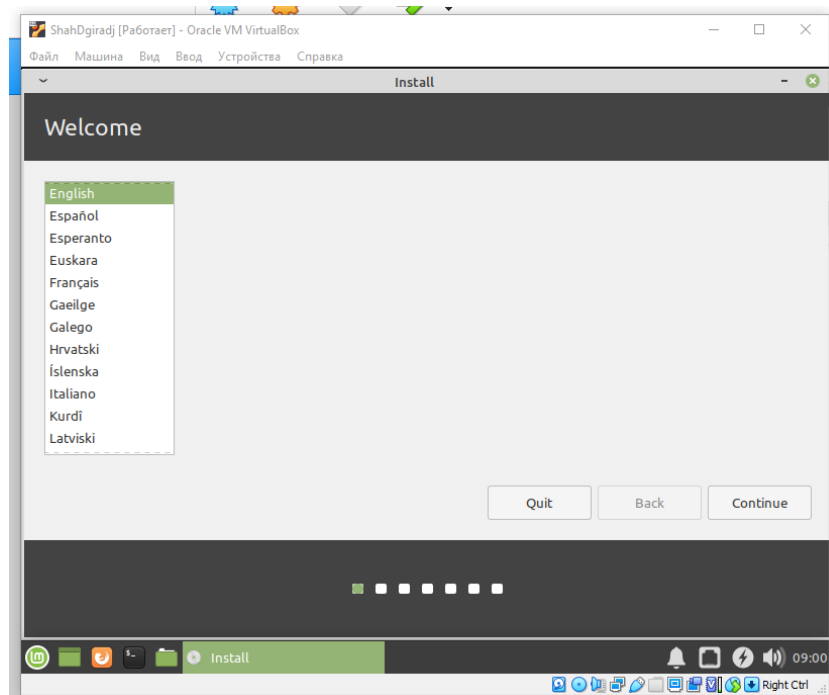 ShahDgiradj [Работает] - Oracle VM VirtualBox
Файл Машина Вид Ввод Устройства Справка
Install
Welcome
English
Español
Esperanto
Euskara
Français
Gaeilge
Galego
Hrvatski
Íslenska
Italiano
Kurdî
Latviski
Quit Back Continue
Install 09:00
Right Ctrl